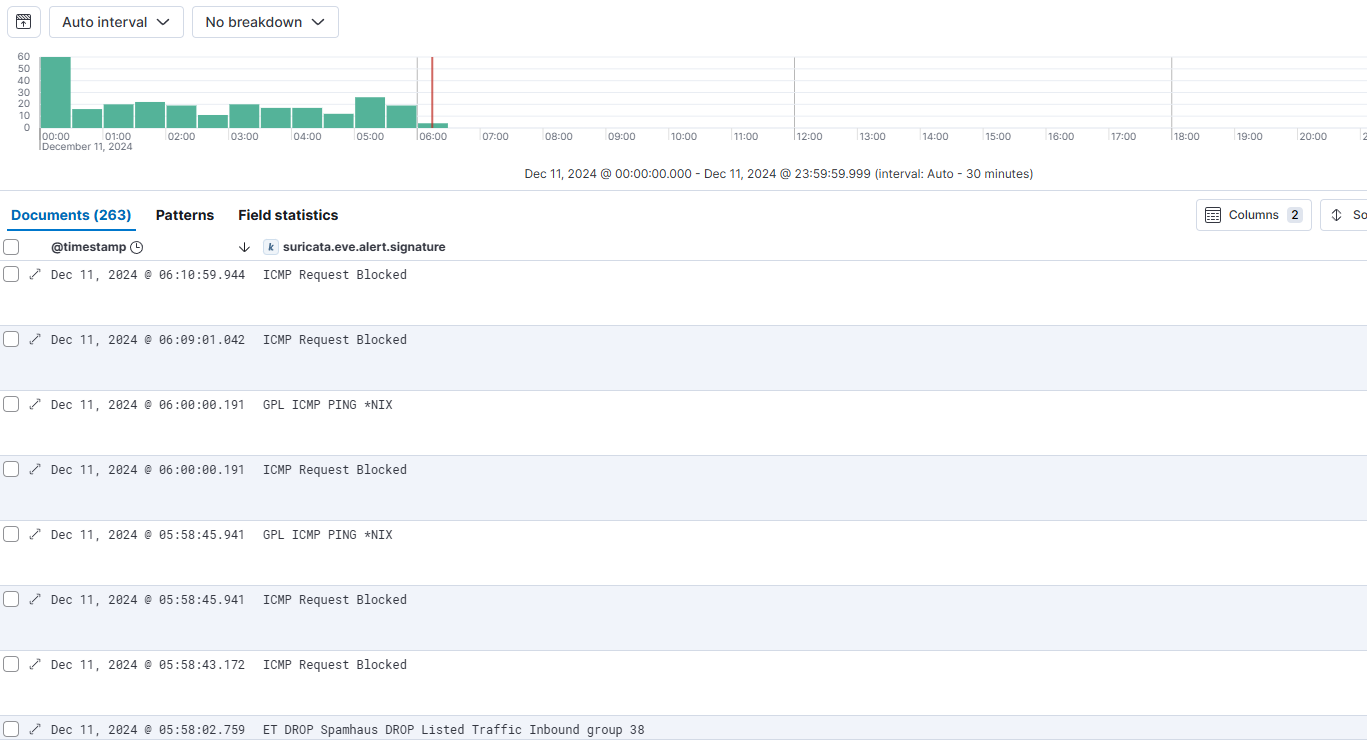 Auto interval No breakdown
60
50
40
30
20
10
0
00:00 01:00 02:00 03:00 04:00 05:00 06:00 07:00 08:00 09:00 10:00 11:00 12:00 13:00 14:00 15:00 16:00 17:00 18:00 19:00 20:00 2
December 11, 2024
Dec 11, 2024 @ 00:00:00.000 - Dec 11, 2024 @ 23:59:59.999 (interval: Auto - 30 minutes)
Documents (263) Patterns Field statistics Columns 2 So
@timestamp k suricata.eve.alert.signature
Dec 11, 2024 @ 06:10:59.944 ICMP Request Blocked
Dec 11, 2024 @ 06:09:01.042 ICMP Request Blocked
Dec 11, 2024 @ 06:00:00.191 GPL ICMP PING *NIX
Dec 11, 2024 @ 06:00:00.191 ICMP Request Blocked
Dec 11, 2024 @ 05:58:45.941 GPL ICMP PING *NIX
Dec 11, 2024 @ 05:58:45.941 ICMP Request Blocked
Dec 11, 2024 @ 05:58:43.172 ICMP Request Blocked
Dec 11, 2024 @ 05:58:02.759 ET DROP Spamhaus DROP Listed Traffic Inbound group 38